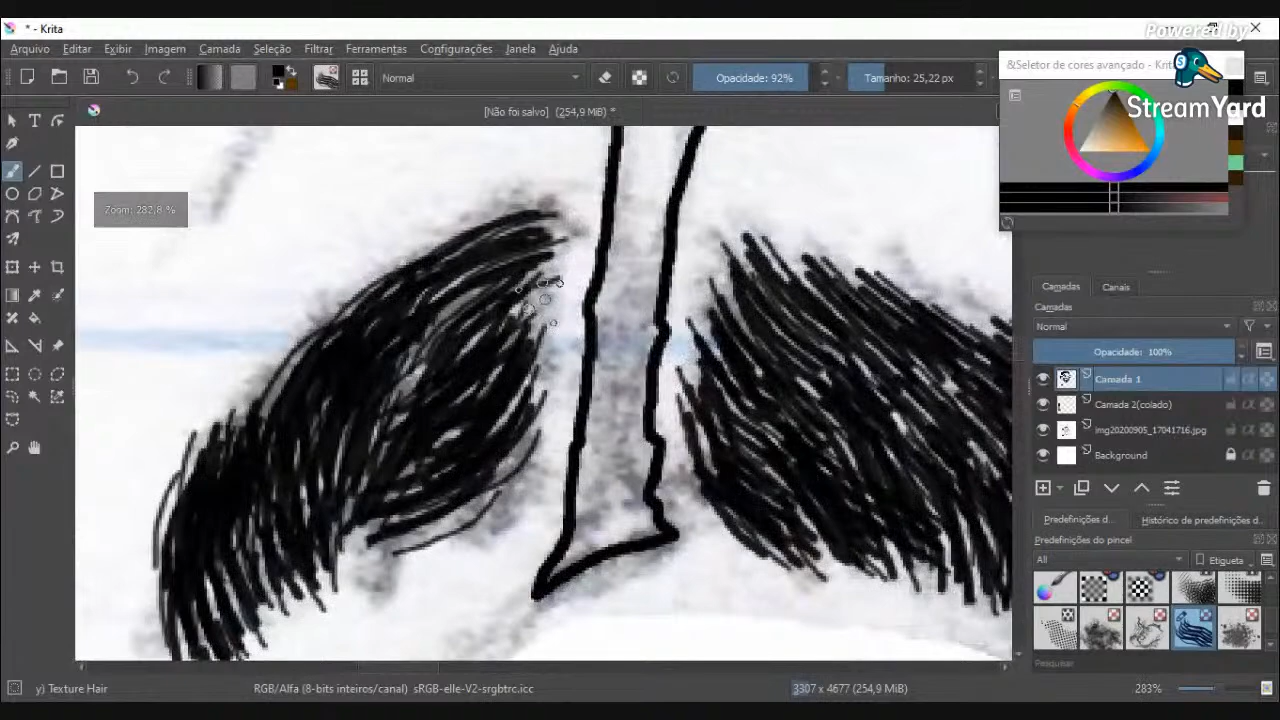 * - Krita
Powered by
Arquivo Editar Exibir Imagem Camada Seleção Filtrar Ferramentas Configurações Janela Ajuda
Normal
Opacidade: 92%
Tamanho: 25,22 px
&Seletor de cores avançado - Krita
StreamYard
[Não foi salvo] (254,9 MiB) *
Zoom: 282,8 %
Camadas Canais
Camadas
Normal
Opacidade: 100%
Camada 1
Camada 2(colado)
img20200905_17041716.jpg
Background
Predefinições d... Histórico de predefinições d...
Predefinições do pincel
All
Etiqueta
Pesquisar
y) Texture Hair
RGB/Alfa (8-bits inteiros/canal) sRGB-elle-V2-srgbtrc.icc
3307 x 4677 (254,9 MiB)
283%